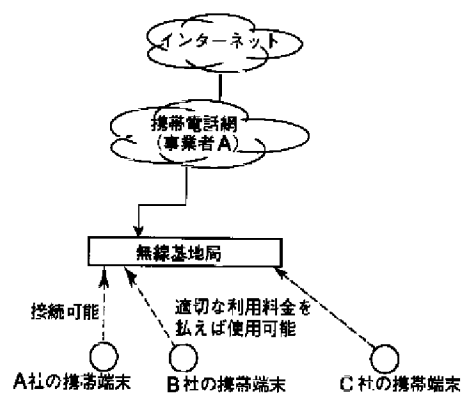 インターネット
携帯電話網
(事業者A)
無線基地局
接続可能
適切な利用料金を
払えば使用可能
A社の携帯端末
B社の携帯端末
C社の携帯端末